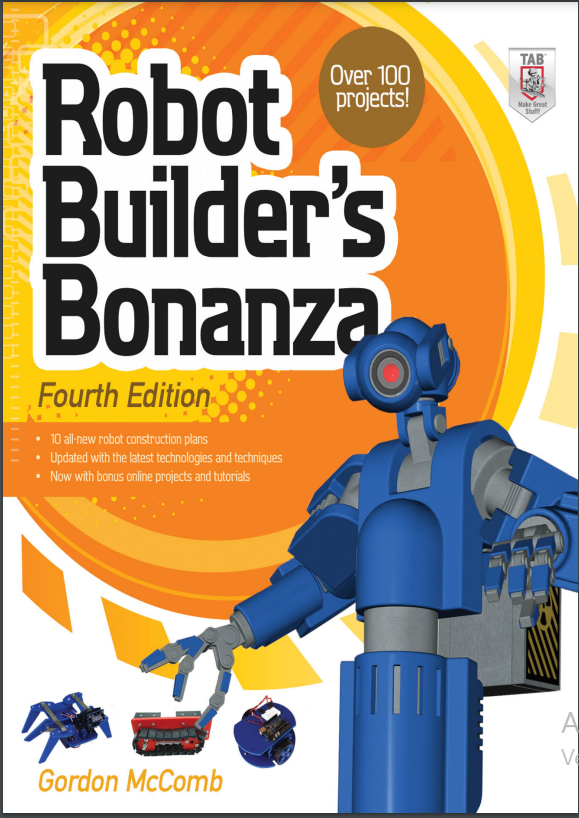 Over 100
projects!
TAB
Make Great
Stuff!
Robot
Builder's
Bonanza
Fourth Edition
• 10 all-new robot construction plans
• Updated with the latest technologies and techniques
• Now with bonus online projects and tutorials
Gordon McComb